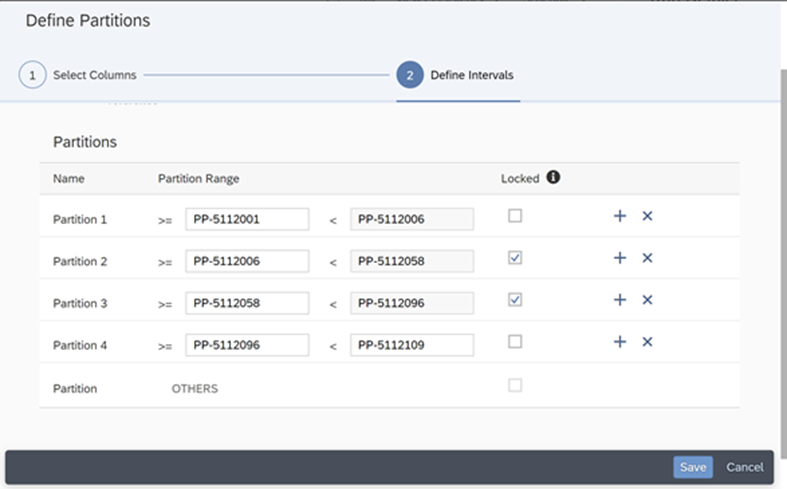 Define Partitions
1 Select Columns 2 Define Intervals
Partitions
Name Partition Range Locked
Partition 1 >= PP-5112001 < PP-5112006
Partition 2 >= PP-5112006 < PP-5112058
Partition 3 >= PP-5112058 < PP-5112096
Partition 4 >= PP-5112096 < PP-5112109
Partition OTHERS
Save Cancel